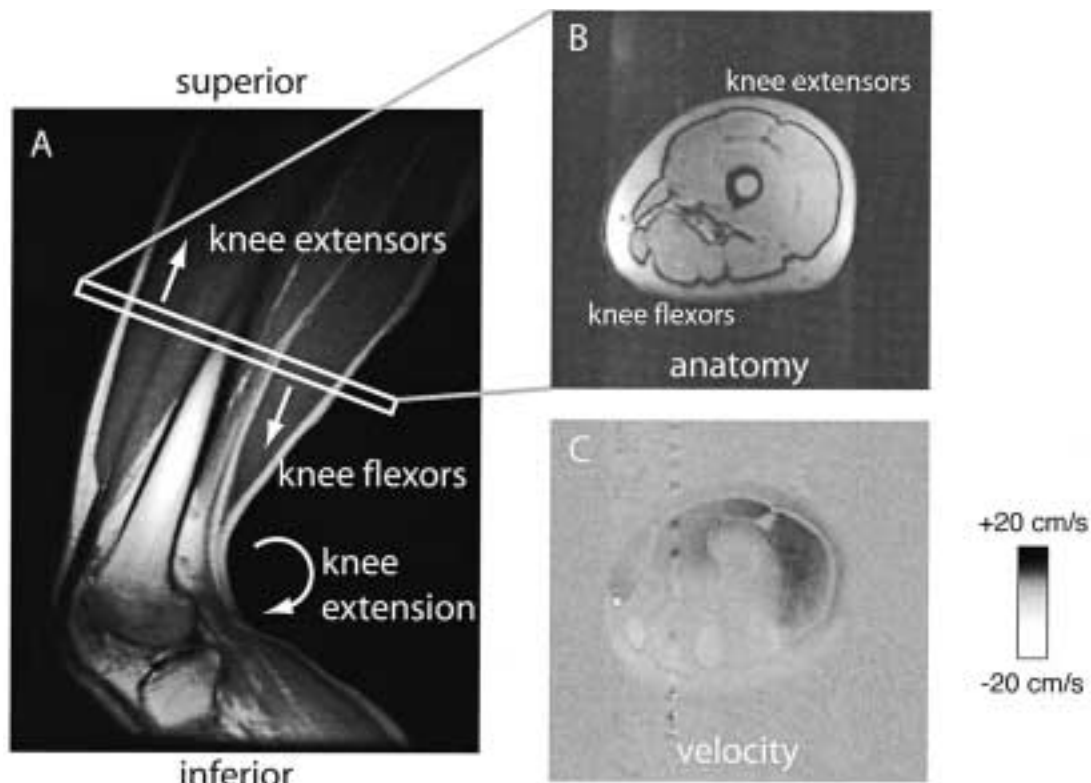 superior
A
knee extensors
knee flexors
knee
extension
inferior
B
knee extensors
knee flexors
anatomy
C
velocity
+20 cm/s
-20 cm/s